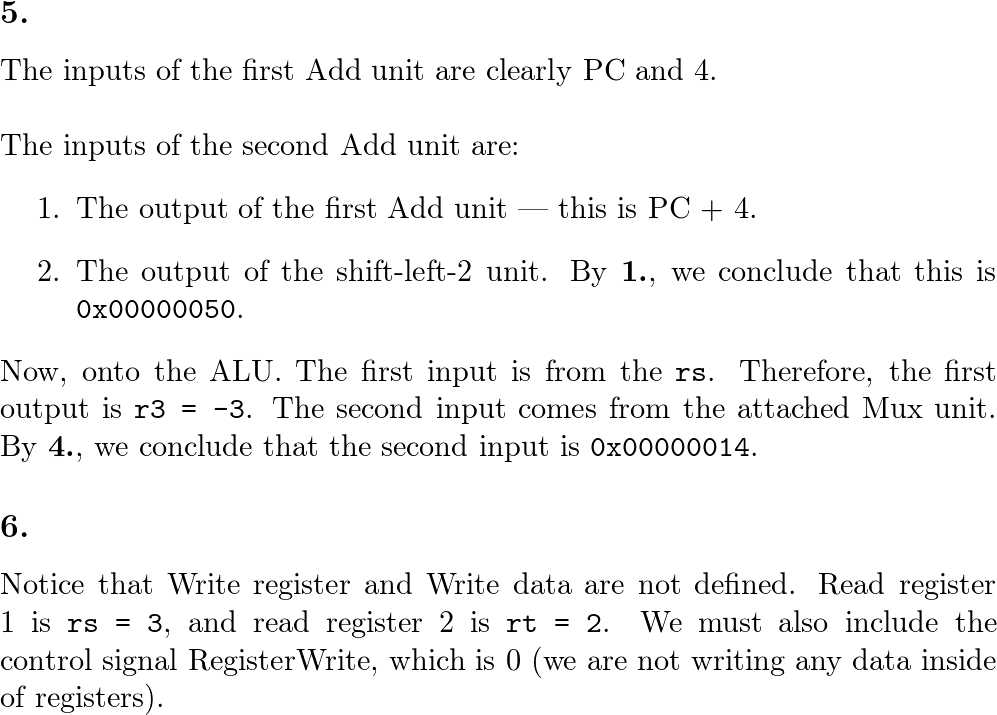 5.
The inputs of the first Add unit are clearly PC and 4.
The inputs of the second Add unit are:
1. The output of the first Add unit — this is PC + 4.
2. The output of the shift-left-2 unit. By 1., we conclude that this is
0x00000050.
Now, onto the ALU. The first input is from the rs. Therefore, the first
output is r3 = -3. The second input comes from the attached Mux unit.
By 4., we conclude that the second input is 0x00000014.
6.
Notice that Write register and Write data are not defined. Read register
1 is rs = 3, and read register 2 is rt = 2. We must also include the
control signal RegisterWrite, which is 0 (we are not writing any data inside
of registers).